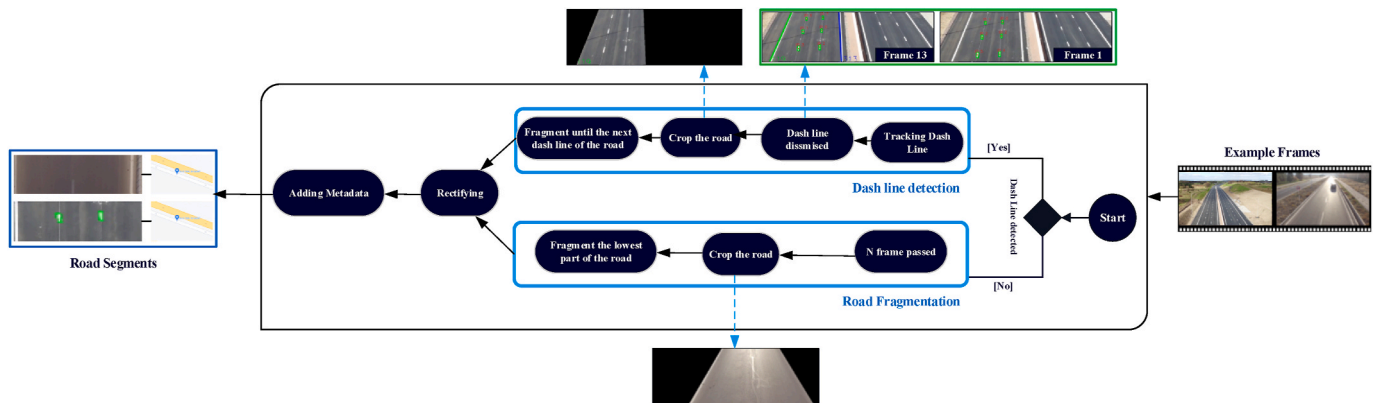 Frame 13
Frame 1
Fragment until the next
dash line of the road
Crop the road
Dash line
dissmised
Tracking Dash
Line
[Yes]
Dash line detection
Example Frames
Adding Metadata
Rectifying
Dash Line detected
Start
Road Segments
Fragment the lowest
part of the road
Crop the road
N frame passed
[No]
Road Fragmentation